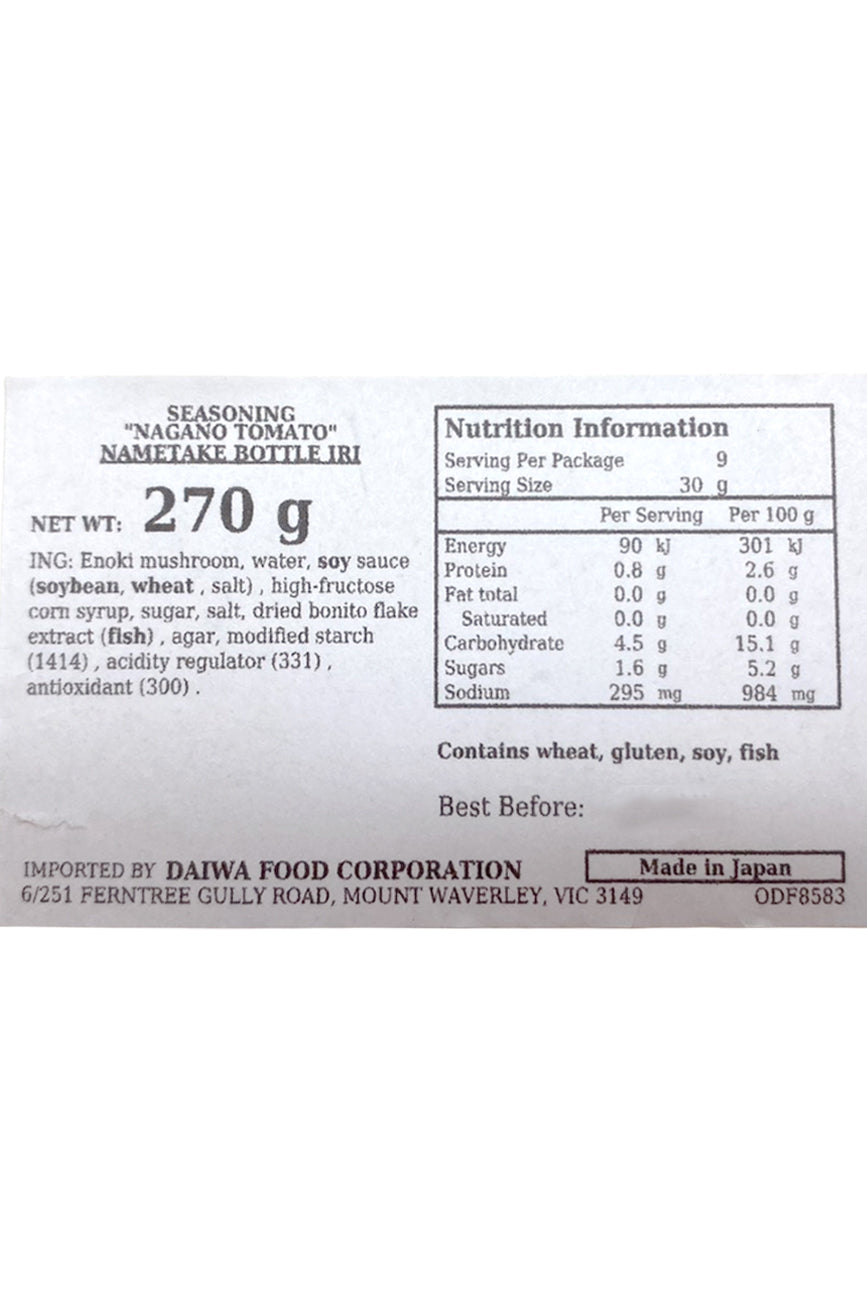 SEASONING
"NAGANO TOMATO"
NAMETAKE BOTTLE IRI
NET WT: 270 g
ING: Enoki mushroom, water, soy sauce
(soybean, wheat , salt) , high-fructose
corn syrup, sugar, salt, dried bonito flake
extract (fish) , agar, modified starch
(1414) , acidity regulator (331) ,
antioxidant (300) .
Nutrition Information
Serving Per Package 9
Serving Size 30 g
Per Serving Per 100 g
Energy 90 kJ 301 kJ
Protein 0.8 g 2.6 g
Fat total 0.0 g 0.0 g
Saturated 0.0 g 0.0 g
Carbohydrate 4.5 g 15.1 g
Sugars 1.6 g 5.2 g
Sodium 295 mg 984 mg
Contains wheat, gluten, soy, fish
Best Before:
IMPORTED BY DAIWA FOOD CORPORATION
6/251 FERNTREE GULLY ROAD, MOUNT WAVERLEY, VIC 3149
Made in Japan
ODF8583